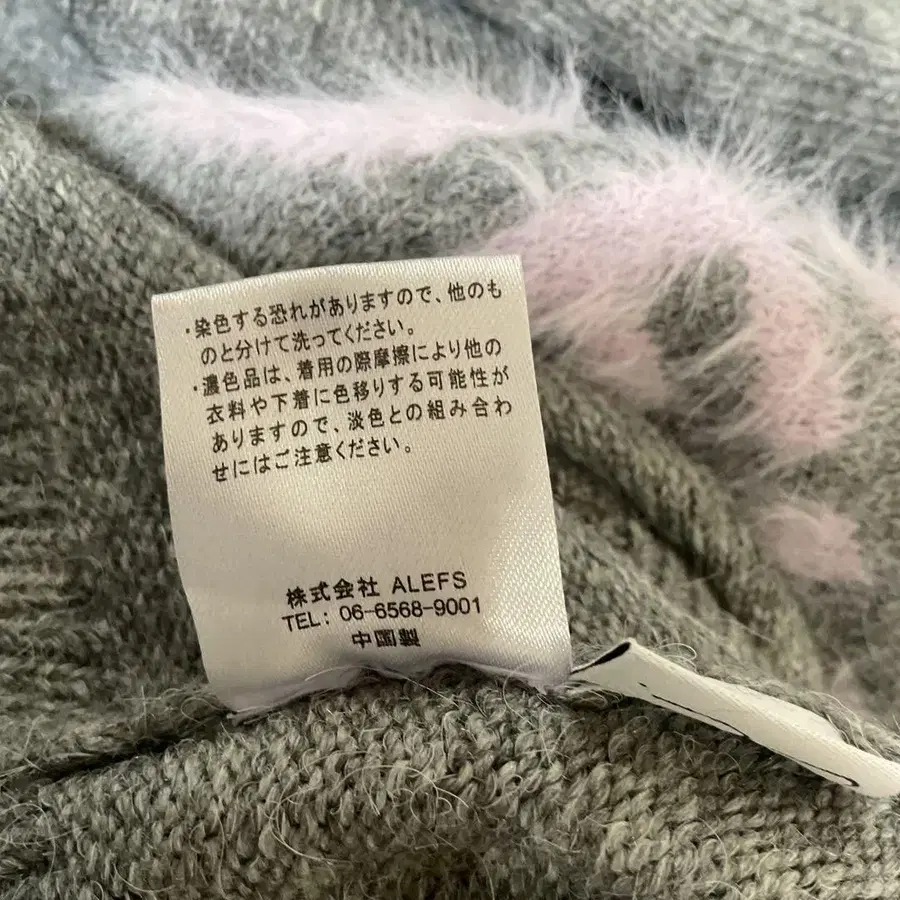 ・染色する恐れがありますので、他のも
のと分けて洗ってください。
・濃色品は、着用の際摩擦により他の
衣料や下着に色移りする可能性が
ありますので、淡色との組み合わ
せにはご注意ください。
株式会社 ALEFS
TEL: 06-6568-9001
中国製